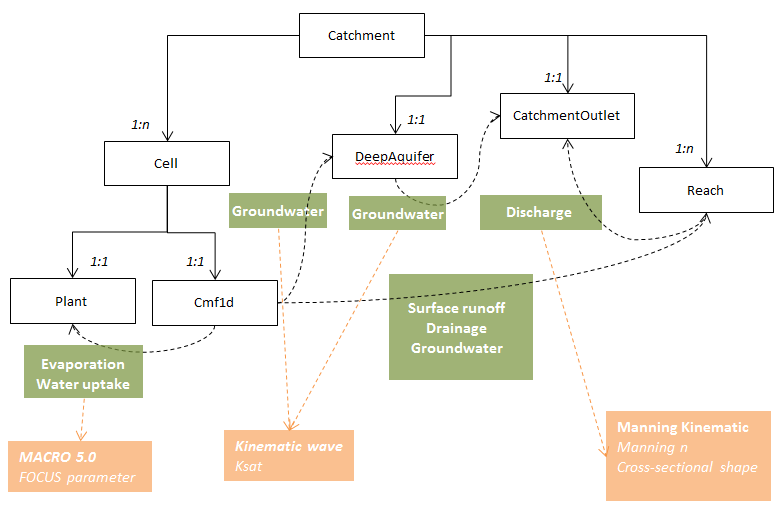 Catchment
1:n
1:1
1:1
1:n
Cell
DeepAquifer
CatchmentOutlet
Reach
Groundwater
Groundwater
Discharge
1:1
1:1
Plant
Cmf1d
Surface runoff
Drainage
Groundwater
Evaporation
Water uptake
MACRO 5.0
FOCUS parameter
Kinematic wave
Ksat
Manning Kinematic
Manning n
Cross-sectional shape